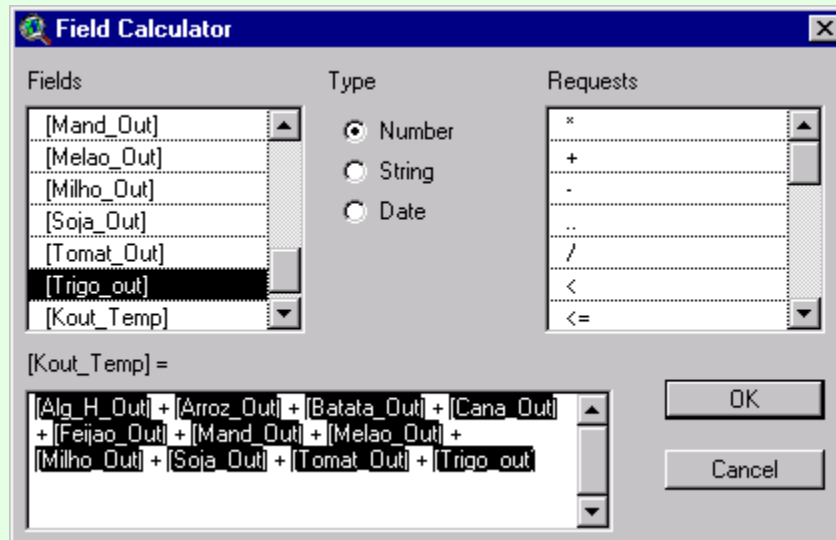 Field Calculator
Fields
Type
Requests
[Mand_Out]
[Melao_Out]
[Milho_Out]
[Soja_Out]
[Tomat_Out]
[Trigo_out]
[Kout_Temp]
Number
String
Date
*
+
-
..
/
<
<=
[Kout_Temp] =
[Alg_H_Out] + [Arroz_Out] + [Batata_Out] + [Cana_Out]
+ [Feijao_Out] + [Mand_Out] + [Melao_Out] +
[Milho_Out] + [Soja_Out] + [Tomat_Out] + [Trigo_out]
OK
Cancel